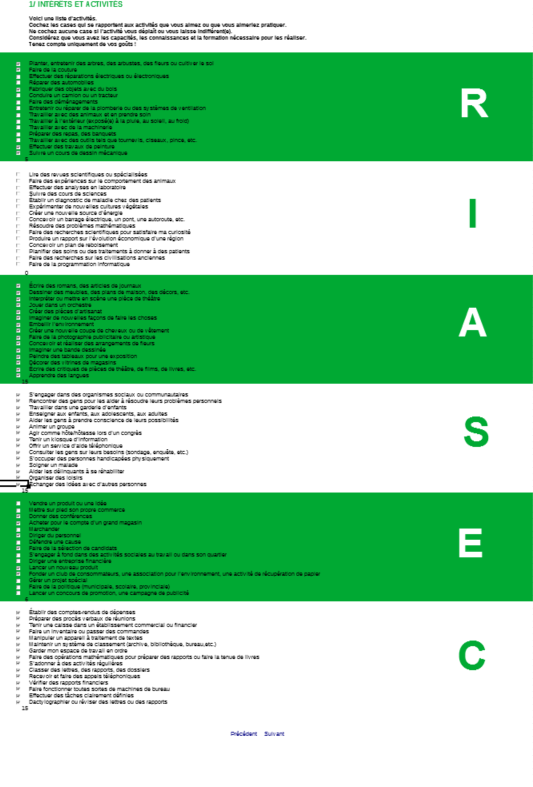 1/ INTERETS ET ACTIVITÉS
Voici une liste d'activités.
Cochez les cases qui se rapportent aux activités que vous aimez ou que vous aimeriez pratiquer.
Ne cochez aucune case si l'activité vous déplaît ou vous laisse indifférent(e).
Considérez que vous avez les capacités, les connaissances et la formation nécessaire pour les réaliser.
Tenez compte uniquement de vos goûts !
Planter, entretenir des arbres, des arbustes, des fleurs ou cultiver le sol
Faire de la couture
Effectuer des réparations électriques ou électroniques
Réparer des automobiles
Fabriquer des objets avec du bois
Conduire un camion ou un tracteur
Faire des déménagements
Entretenir ou réparer de la plomberie ou des systèmes de ventilation
Travailler avec des animaux et en prendre soin
Travailler à l'extérieur (exposé(e) à la pluie, au soleil, au froid)
Travailler avec de la machinerie
Préparer des repas, des banquets
Travailler avec des outils tels que tournevis, ciseaux, pince, etc.
Effectuer des travaux de peinture
Suivre un cours de dessin mécanique
R
Lire des revues scientifiques ou spécialisées
Faire des expériences sur le comportement des animaux
Effectuer des analyses en laboratoire
Suivre des cours de sciences
Établir un diagnostic de maladie chez des patients
Expérimenter de nouvelles cultures végétales
Créer une nouvelle source d'énergie
Concevoir un barrage électrique, un pont, une autoroute, etc.
Résoudre des problèmes mathématiques
Faire des recherches scientifiques pour satisfaire ma curiosité
Produire un rapport sur l'évolution économique d'une région
Concevoir un plan de reboisement
Planifier des soins ou des traitements à donner à des patients
Faire des recherches sur les civilisations anciennes
Faire de la programmation informatique
0
I
Écrire des romans, des articles de journaux
Dessiner des meubles, des plans de maison, des décors, etc.
Interpréter ou mettre en scène une pièce de théâtre
Jouer dans un orchestre
Créer des pièces d'artisanat
Imaginer de nouvelles façons de faire les choses
Embellir l'environnement
Créer une nouvelle coupe de cheveux ou de vêtement
Faire de la photographie publicitaire ou artistique
Concevoir et réaliser des arrangements de fleurs
Imaginer une bande dessinée
Peindre des tableaux pour une exposition
Décorer des vitrines de magasins
Écrire des critiques de pièces de théâtre, de films, de livres, etc.
Apprendre des langues
15
A
S'engager dans des organismes sociaux ou communautaires
Rencontrer des gens pour les aider à résoudre leurs problèmes personnels
Travailler dans une garderie d'enfants
Enseigner aux enfants, aux adolescents, aux adultes
Aider les gens à prendre conscience de leurs possibilités
Animer un groupe
Agir comme hôte/hôtesse lors d'un congrès
Tenir un kiosque d'information
Offrir un service d'aide téléphonique
Consulter les gens sur leurs besoins (sondage, enquête, etc.)
S'occuper des personnes handicapées physiquement
Soigner un malade
Aider les délinquants à se réhabiliter
Organiser des loisirs
Échanger des idées avec d'autres personnes
15
S
Vendre un produit ou une idée
Mettre sur pied son propre commerce
Donner des conférences
Acheter pour le compte d'un grand magasin
Marchander
Diriger du personnel
Défendre une cause
Faire de la sélection de candidats
S'engager à fond dans des activités sociales au travail ou dans son quartier
Diriger une entreprise financière
Lancer un nouveau produit
Fonder un club de consommateurs, une association pour l'environnement, une activité de récupération de papier
Gérer un projet spécial
Faire de la politique (municipale, scolaire, provinciale)
Lancer un concours de promotion, une campagne de publicité
E
Établir des comptes-rendus de dépenses
Préparer des procès verbaux de réunions
Tenir une caisse dans un établissement commercial ou financier
Faire un inventaire ou passer des commandes
Manipuler un appareil à traitement de textes
Maintenir un système de classement (archive, bibliothèque, bureau,etc.)
Garder mon espace de travail en ordre
Faire des opérations mathématiques pour préparer des rapports ou faire la tenue de livres
S'adonner à des activités régulières
Classer des lettres, des rapports, des dossiers
Recevoir et faire des appels téléphoniques
Vérifier des rapports financiers
Faire fonctionner toutes sortes de machines de bureau
Effectuer des tâches clairement définies
Dactylographier ou réviser des lettres ou des rapports
15
C
Précédent Suivant